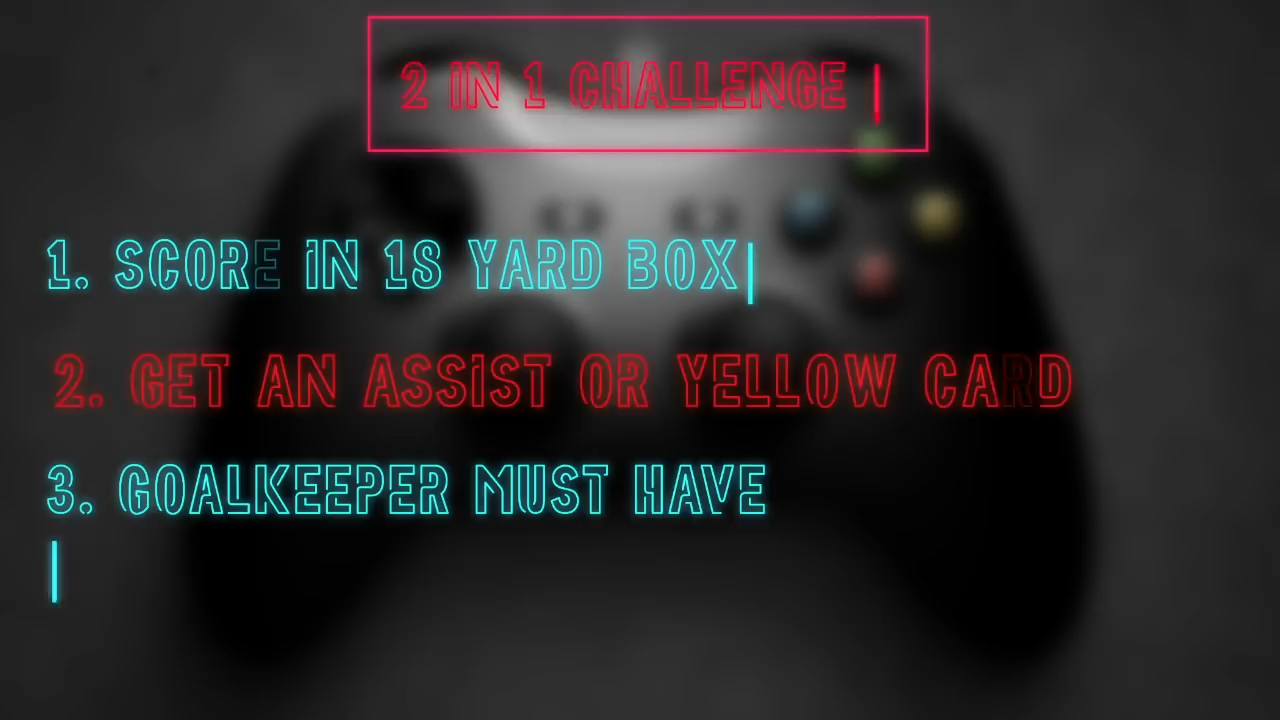 2 IN 1 CHALLENGE
1. SCORE IN 18 YARD BOX
2. GET AN ASSIST OR YELLOW CARD
3. GOALKEEPER MUST HAVE